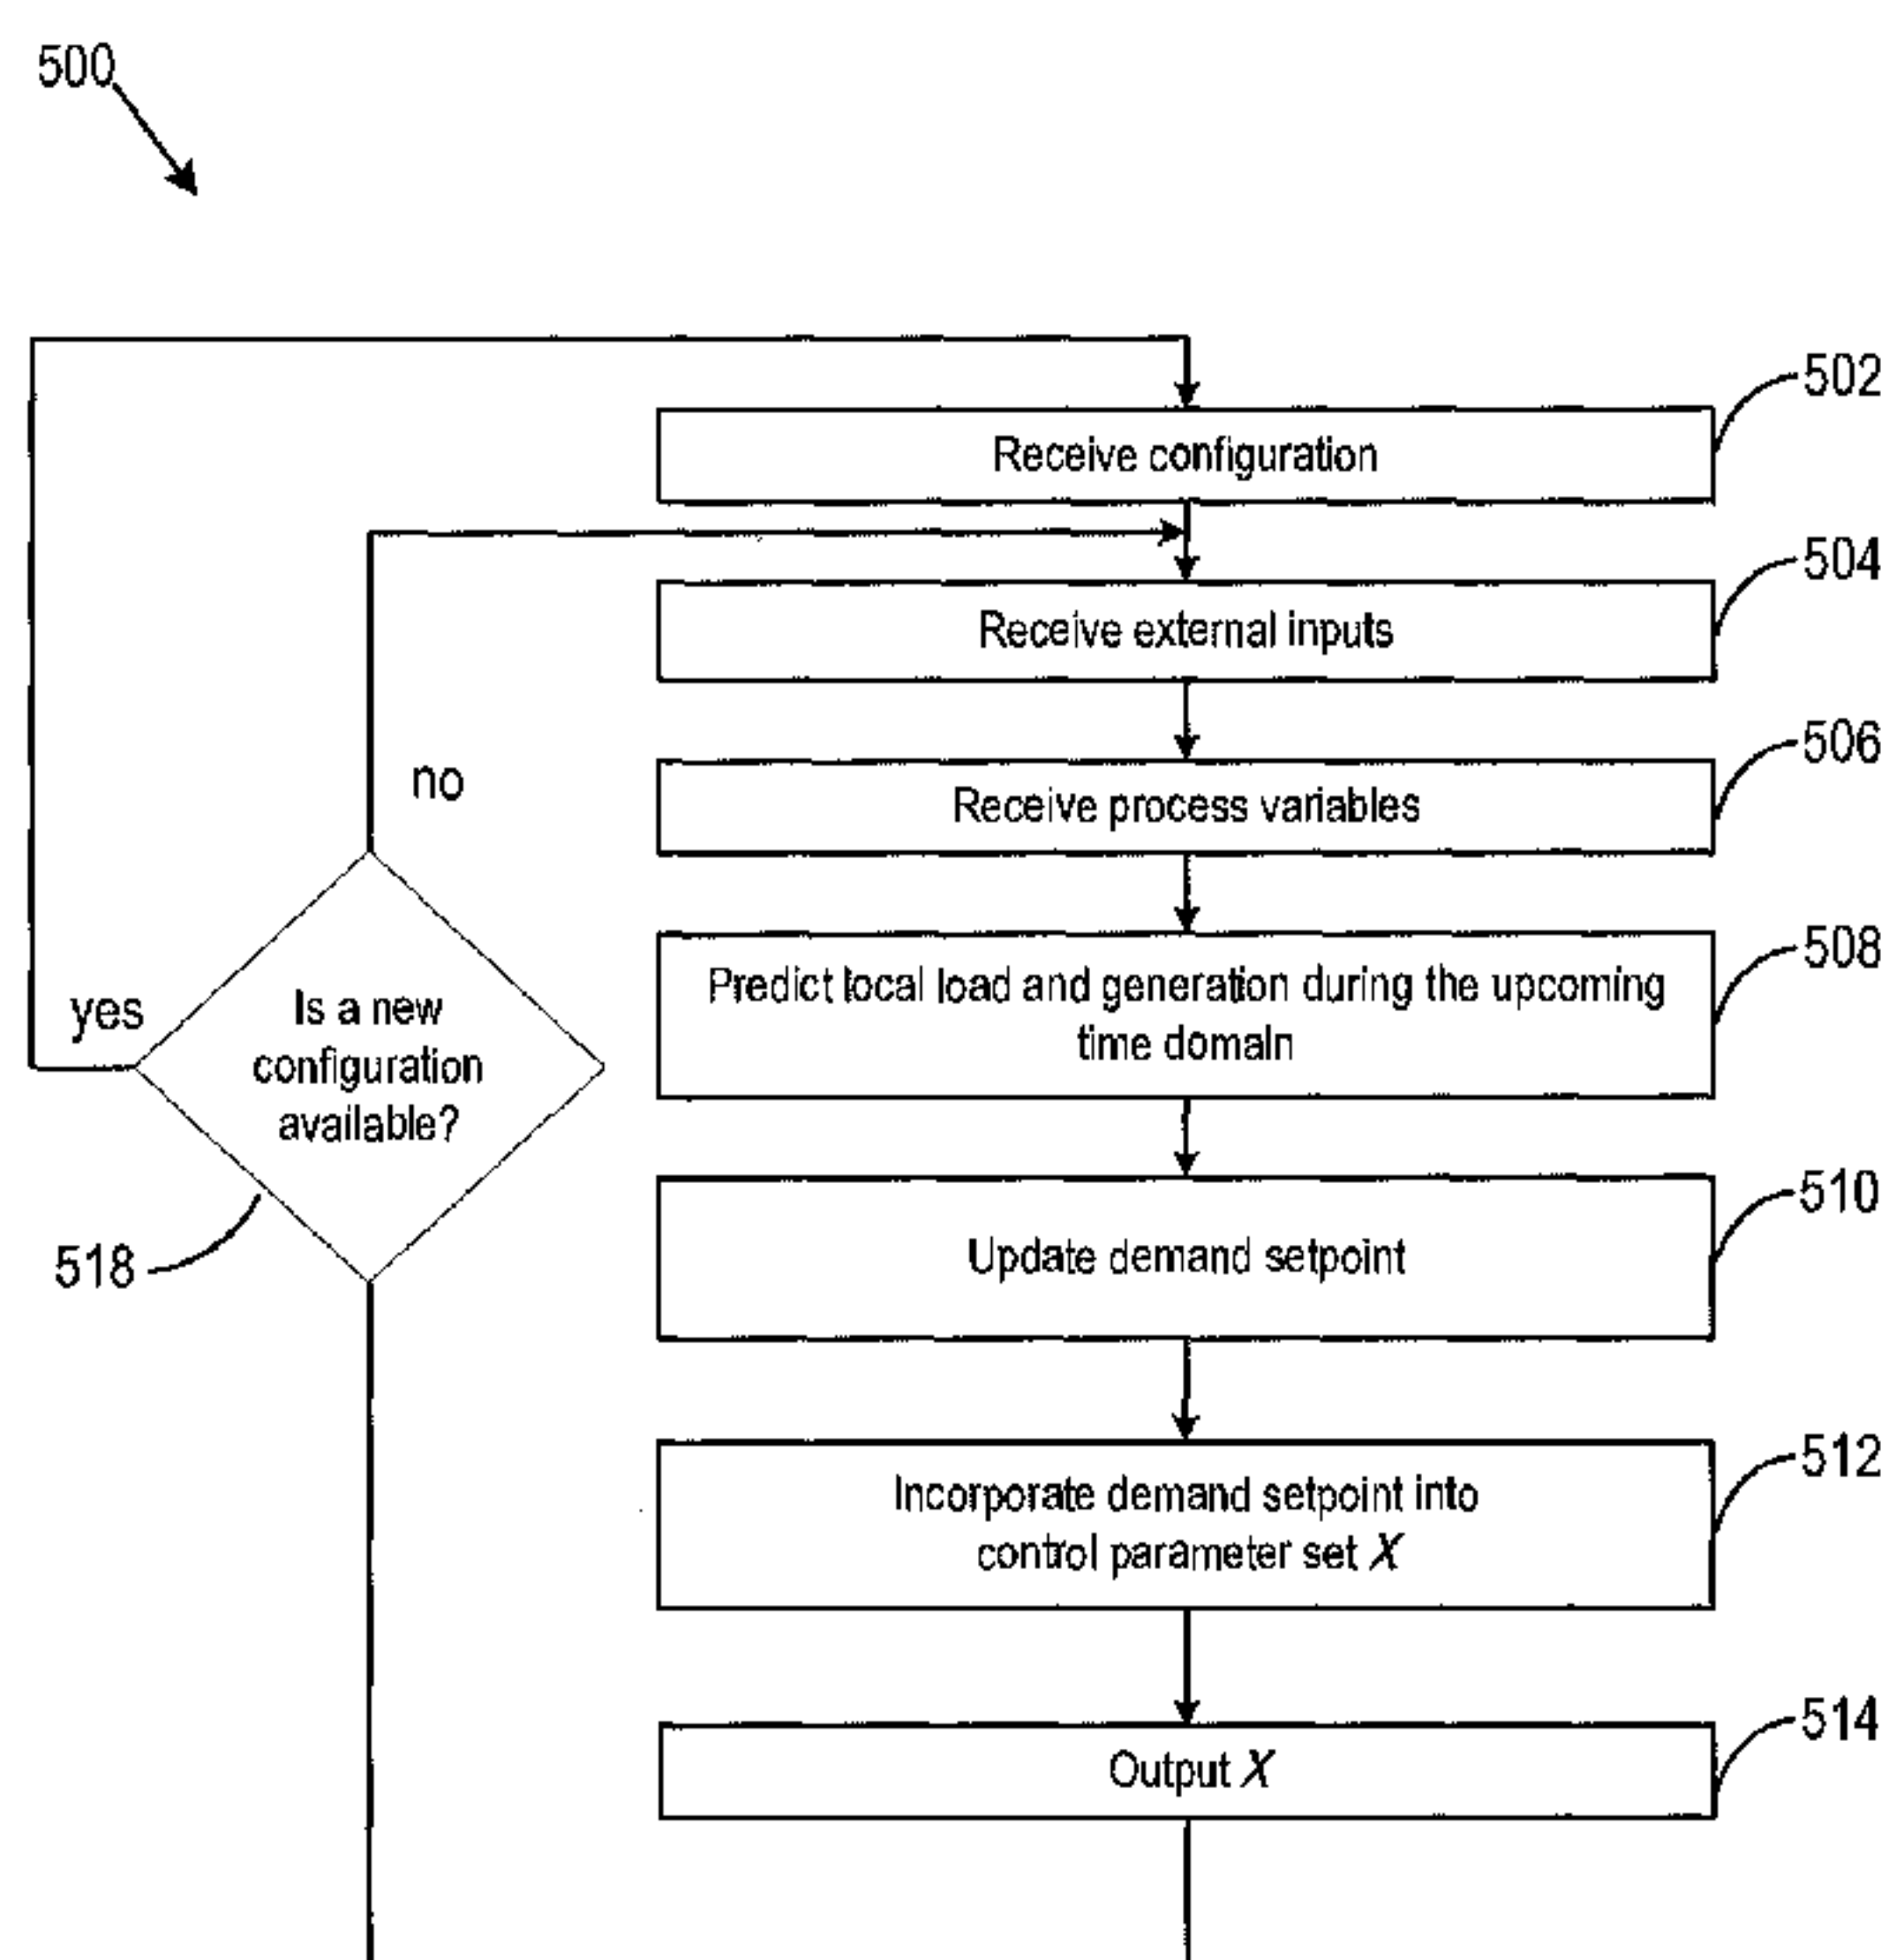 500
502
Receive configuration
504
Receive external inputs
506
no
Receive process variables
508
Predict local load and generation during the upcoming
time domain
yes
Is a new
configuration
available?
510
Update demand setpoint
518
512
Incorporate demand setpoint into
control parameter set X
514
Output X